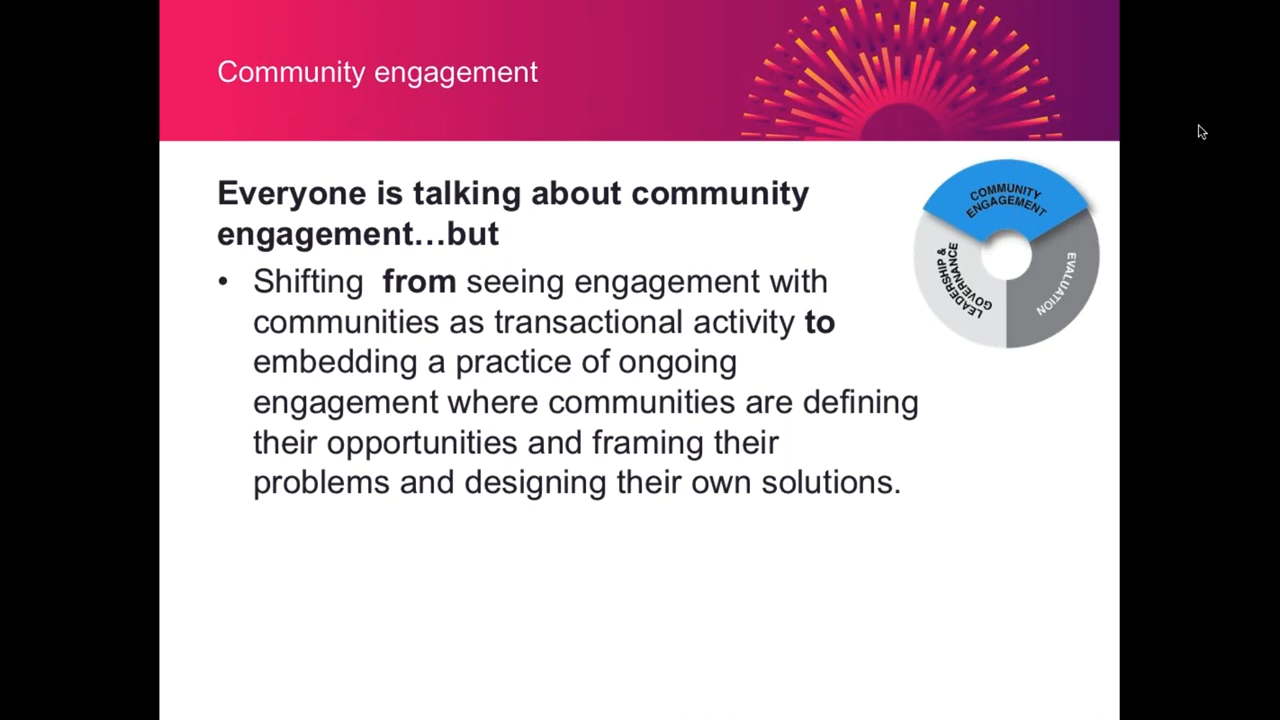 Community engagement
Everyone is talking about community
engagement…but
• Shifting  from seeing engagement with
communities as transactional activity to
embedding a practice of ongoing
engagement where communities are defining
their opportunities and framing their
problems and designing their own solutions.
COMMUNITY
ENGAGEMENT
LEADERSHIP &
GOVERNANCE
EVALUATION